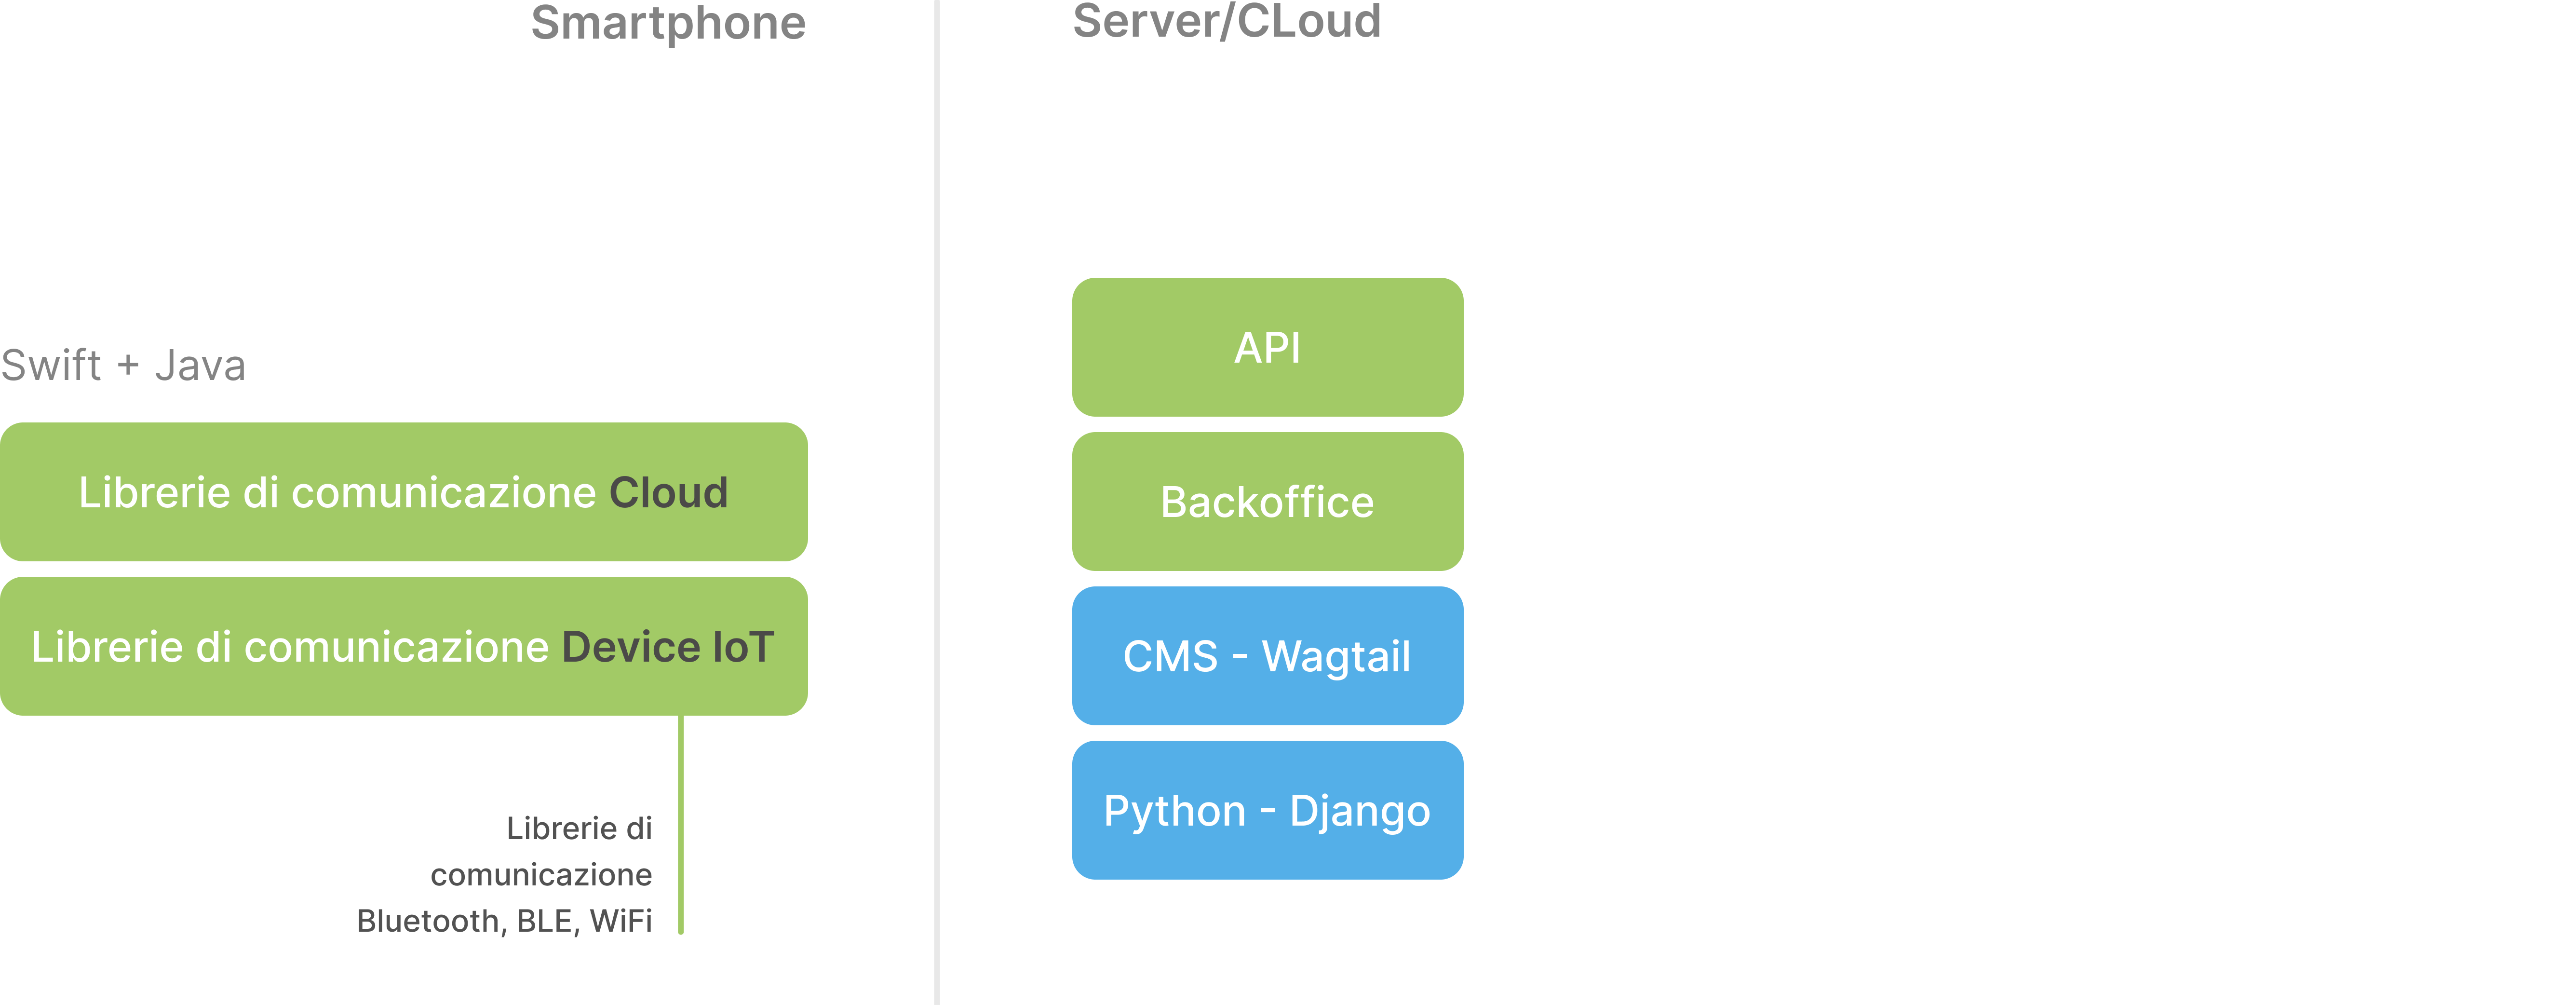 Smartphone
Swift + Java
Librerie di comunicazione Cloud
Librerie di comunicazione Device IoT
Librerie di
comunicazione
Bluetooth, BLE, WiFi
Server/CLoud
API
Backoffice
CMS - Wagtail
Python - Django